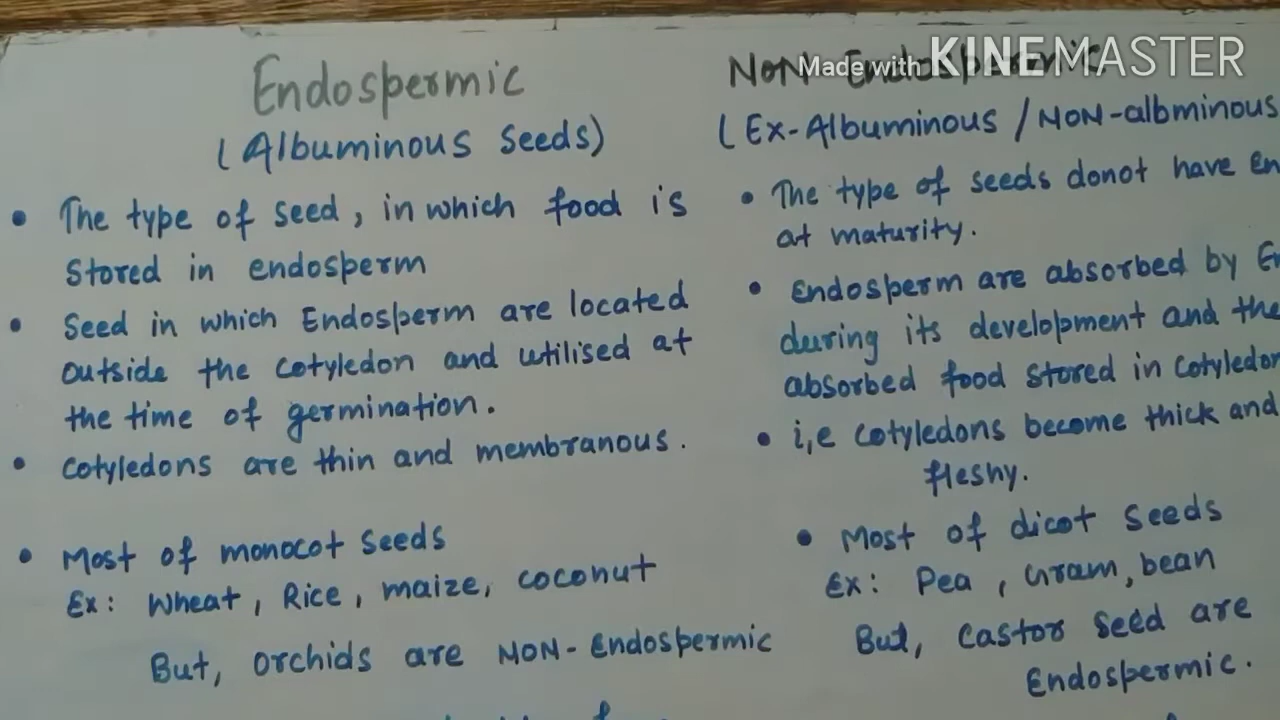 Endospermic
(Albuminous seeds)
• The type of seed, in which food is
stored in endosperm
• Seed in which Endosperm are located
outside the cotyledon and utilised at
the time of germination.
• cotyledons are thin and membranous.
• Most of monocot seeds
Ex: Wheat, Rice, maize, coconut
But, orchids are NON-Endospermic
NON-Endospermic
Made with KINEMASTER
(Ex-Albuminous / NON-albminous
• The type of seeds donot have En
at maturity.
• Endosperm are absorbed by
during its development and the
absorbed food stored in cotyledon
• i,e cotyledons become thick and
fleshy.
• Most of dicot seeds
Ex: Pea, Gram, bean
But, castor seed are
Endospermic.